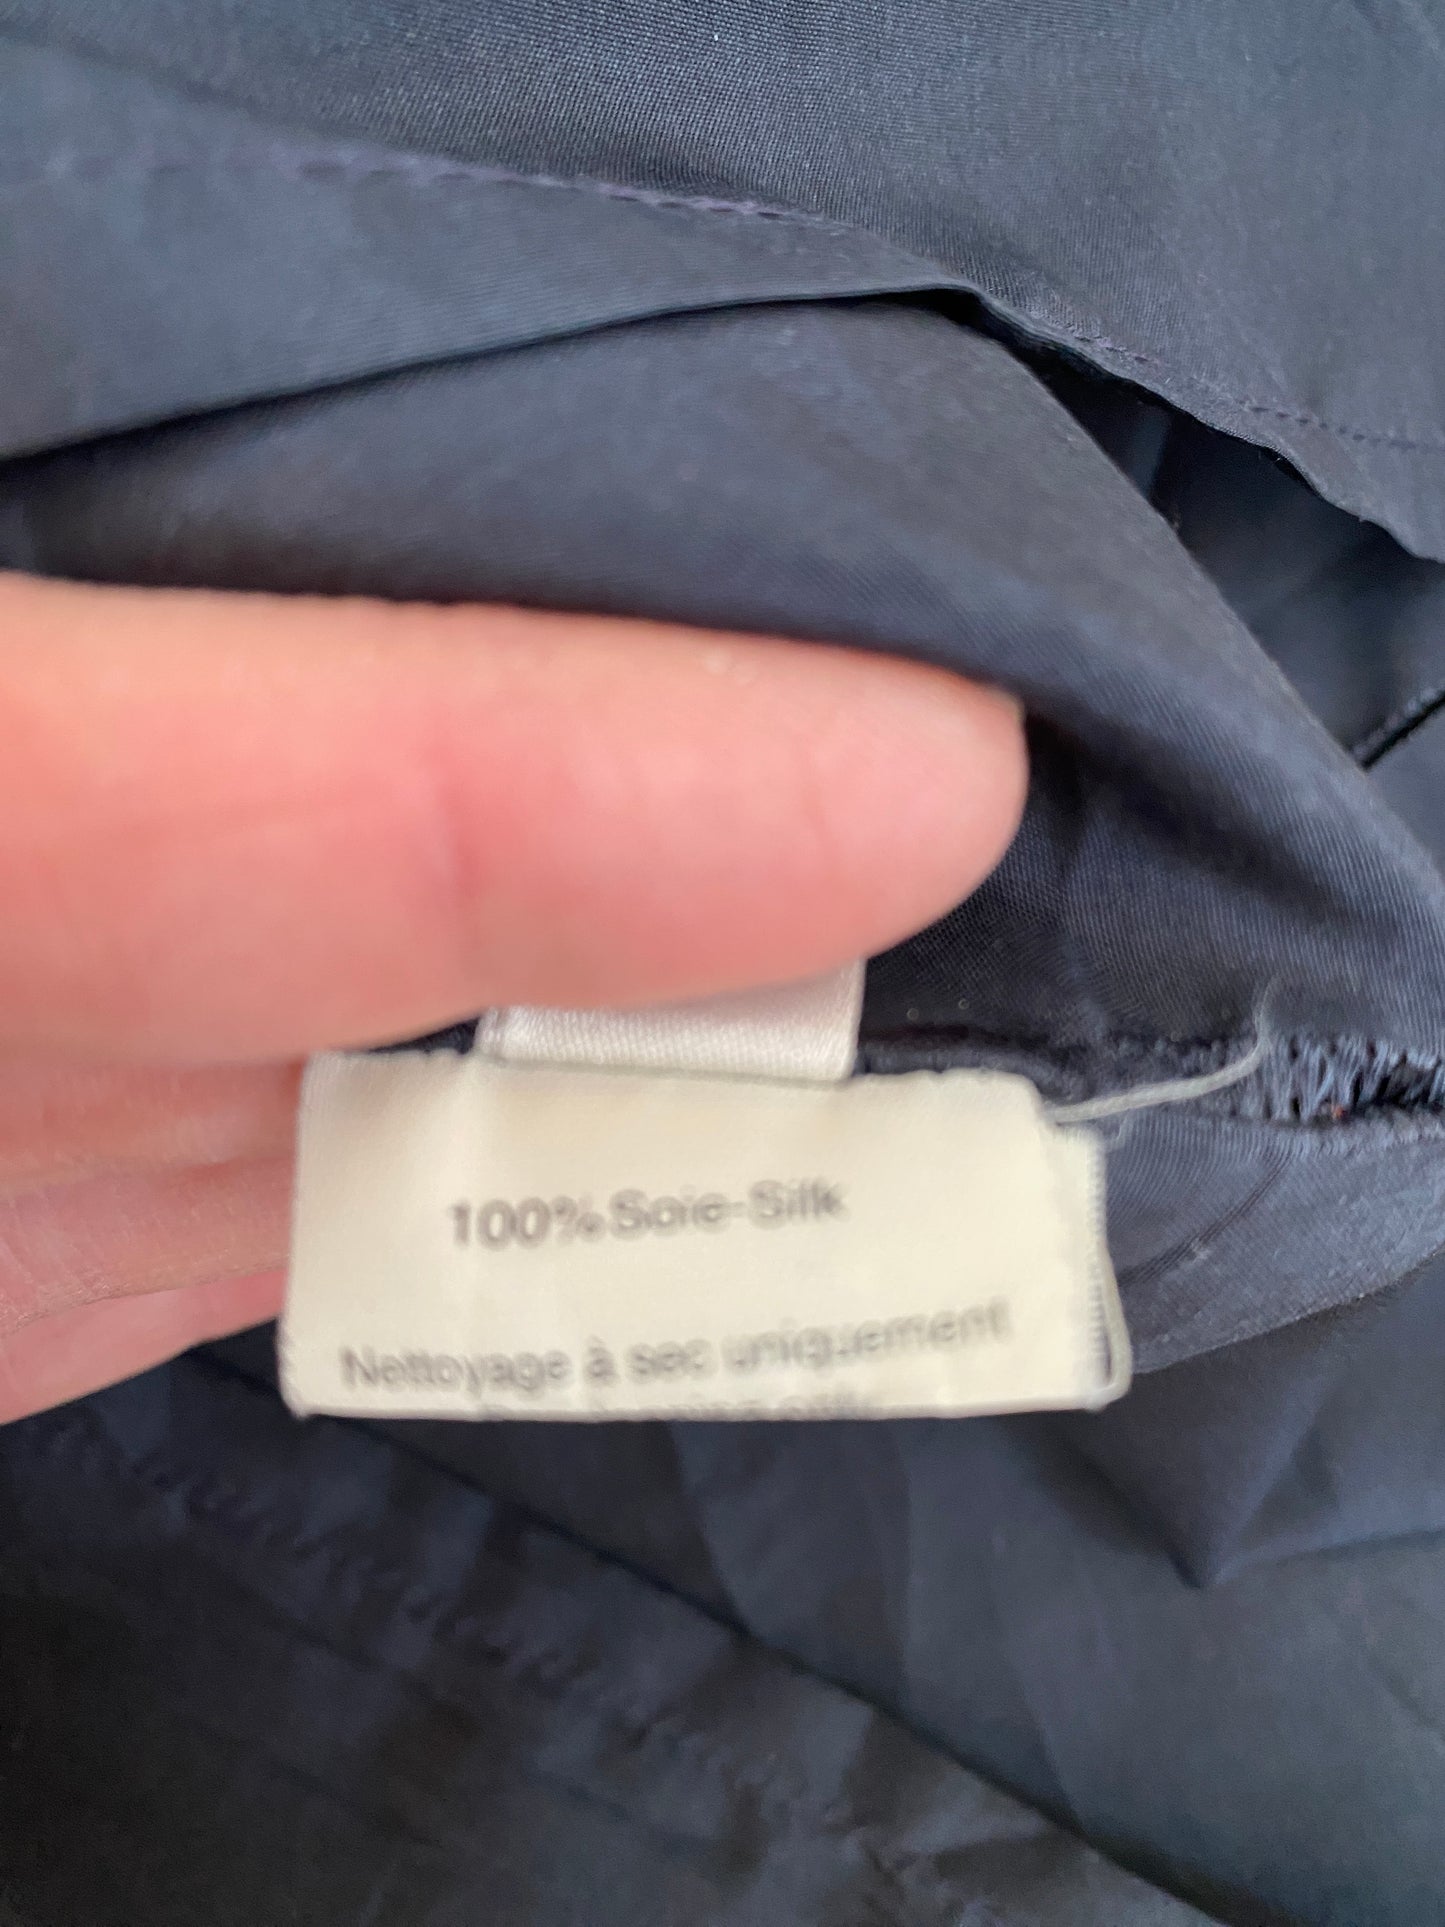 100% Soie-Silk
Nettoyage à sec uniquement